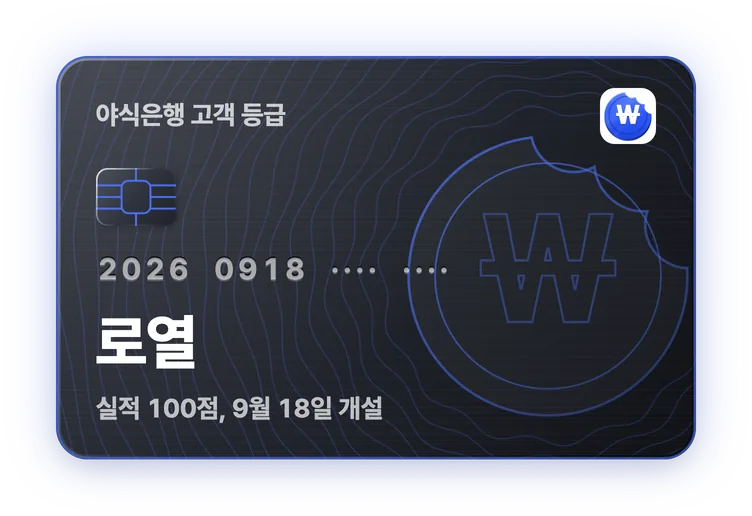 야식은행 고객 등급
₩
2026 0918 •••• ••••
₩
로열
실적 100점, 9월 18일 개설